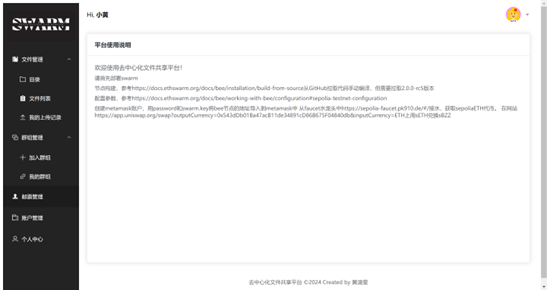 SWARM
Hi, 小黄
文件管理
目录
文件列表
我的上传记录
群组管理
加入群组
我的群组
邮票管理
账户管理
个人中心
平台使用说明
欢迎使用去中心化文件共享平台！
请首先部署swarm
节点构建，参考https://docs.ethswarm.org/docs/bee/installation/build-from-source从GitHub拉取代码手动编译，但需要拉取2.0.0-rc5版本
配置参数，参考https://docs.ethswarm.org/docs/bee/working-with-bee/configuration#sepolia-testnet-configuration
创建metamask账户，用password和swarm.key将bee节点的地址导入到metamask中 从faucet水龙头中https://sepolia-faucet.pk910.de/#/接水，获取sepoliaETH代币。 在网站
https://app.uniswap.org/swap?outputCurrency=0x543dDb01Ba47acB11de34891cD86B675F04840db&inputCurrency=ETH上用sETH兑换sBZZ
去中心化文件共享平台 ©2024 Created by